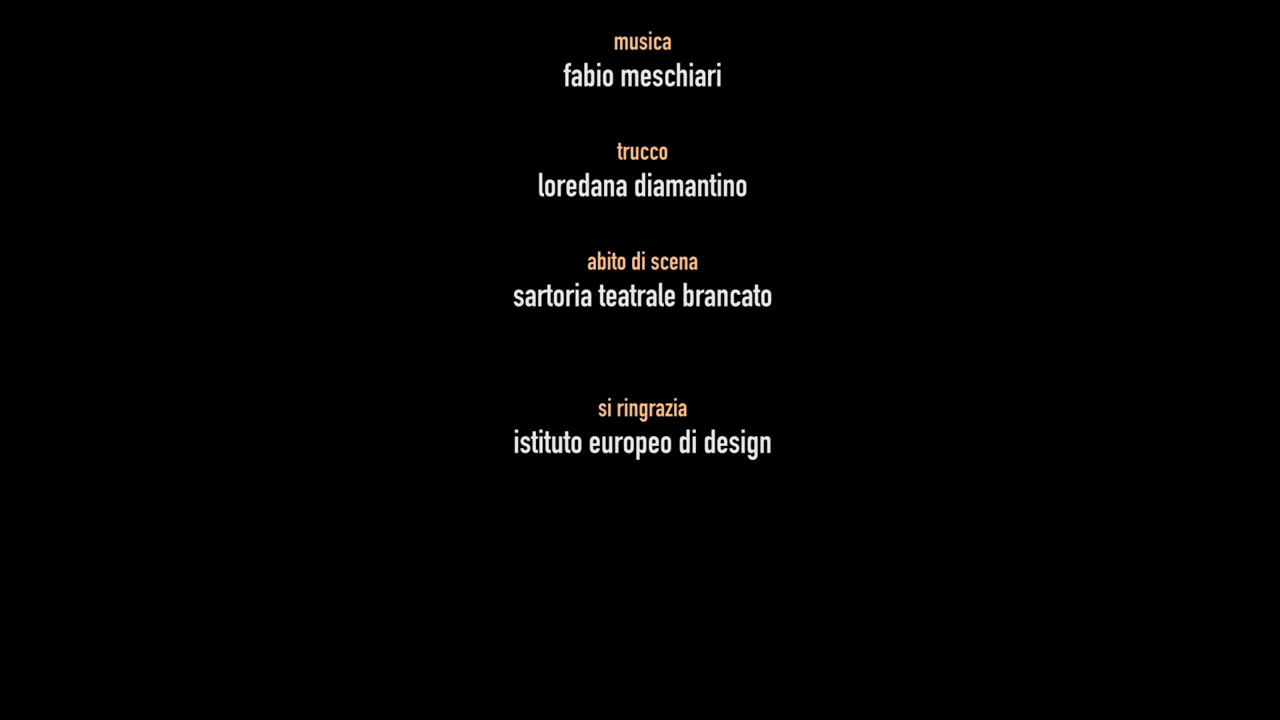 musica
fabio meschiari
trucco
loredana diamantino
abito di scena
sartoria teatrale brancato
si ringrazia
istituto europeo di design